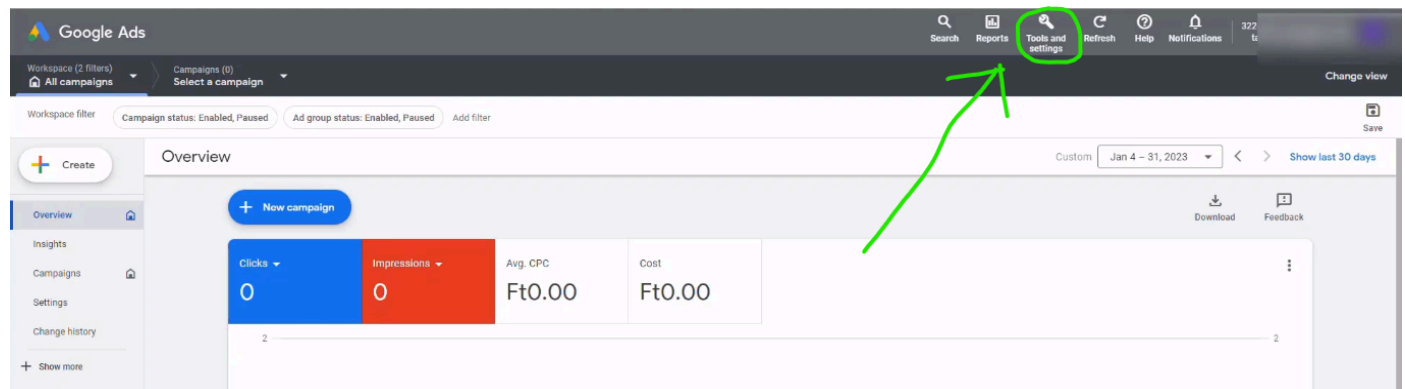 Google Ads
Search
Reports
Tools and
settings
Refresh
Help
Notifications
322
Workspace (2 filters)
All campaigns
Campaigns (0)
Select a campaign
Change view
Workspace filter
Campaign status: Enabled, Paused
Ad group status: Enabled, Paused
Add filter
Save
Create
Overview
Custom
Jan 4 – 31, 2023
Show last 30 days
Overview
Insights
Campaigns
Settings
Change history
Show more
New campaign
Download
Feedback
Clicks
0
Impressions
0
Avg. CPC
Ft0.00
Cost
Ft0.00
2
2